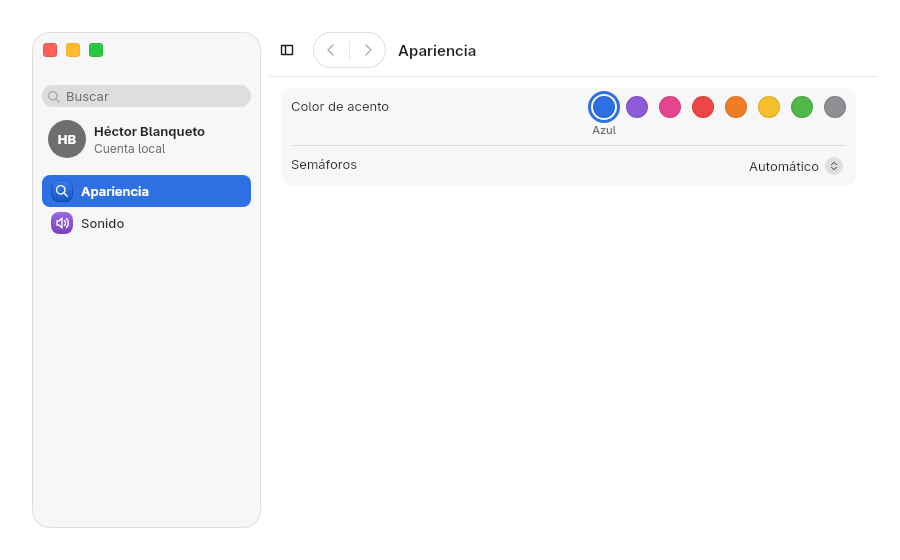 Apariencia
Buscar
HB
Héctor Blanqueto
Cuenta local
Apariencia
Sonido
Color de acento
Azul
Semáforos
Automático